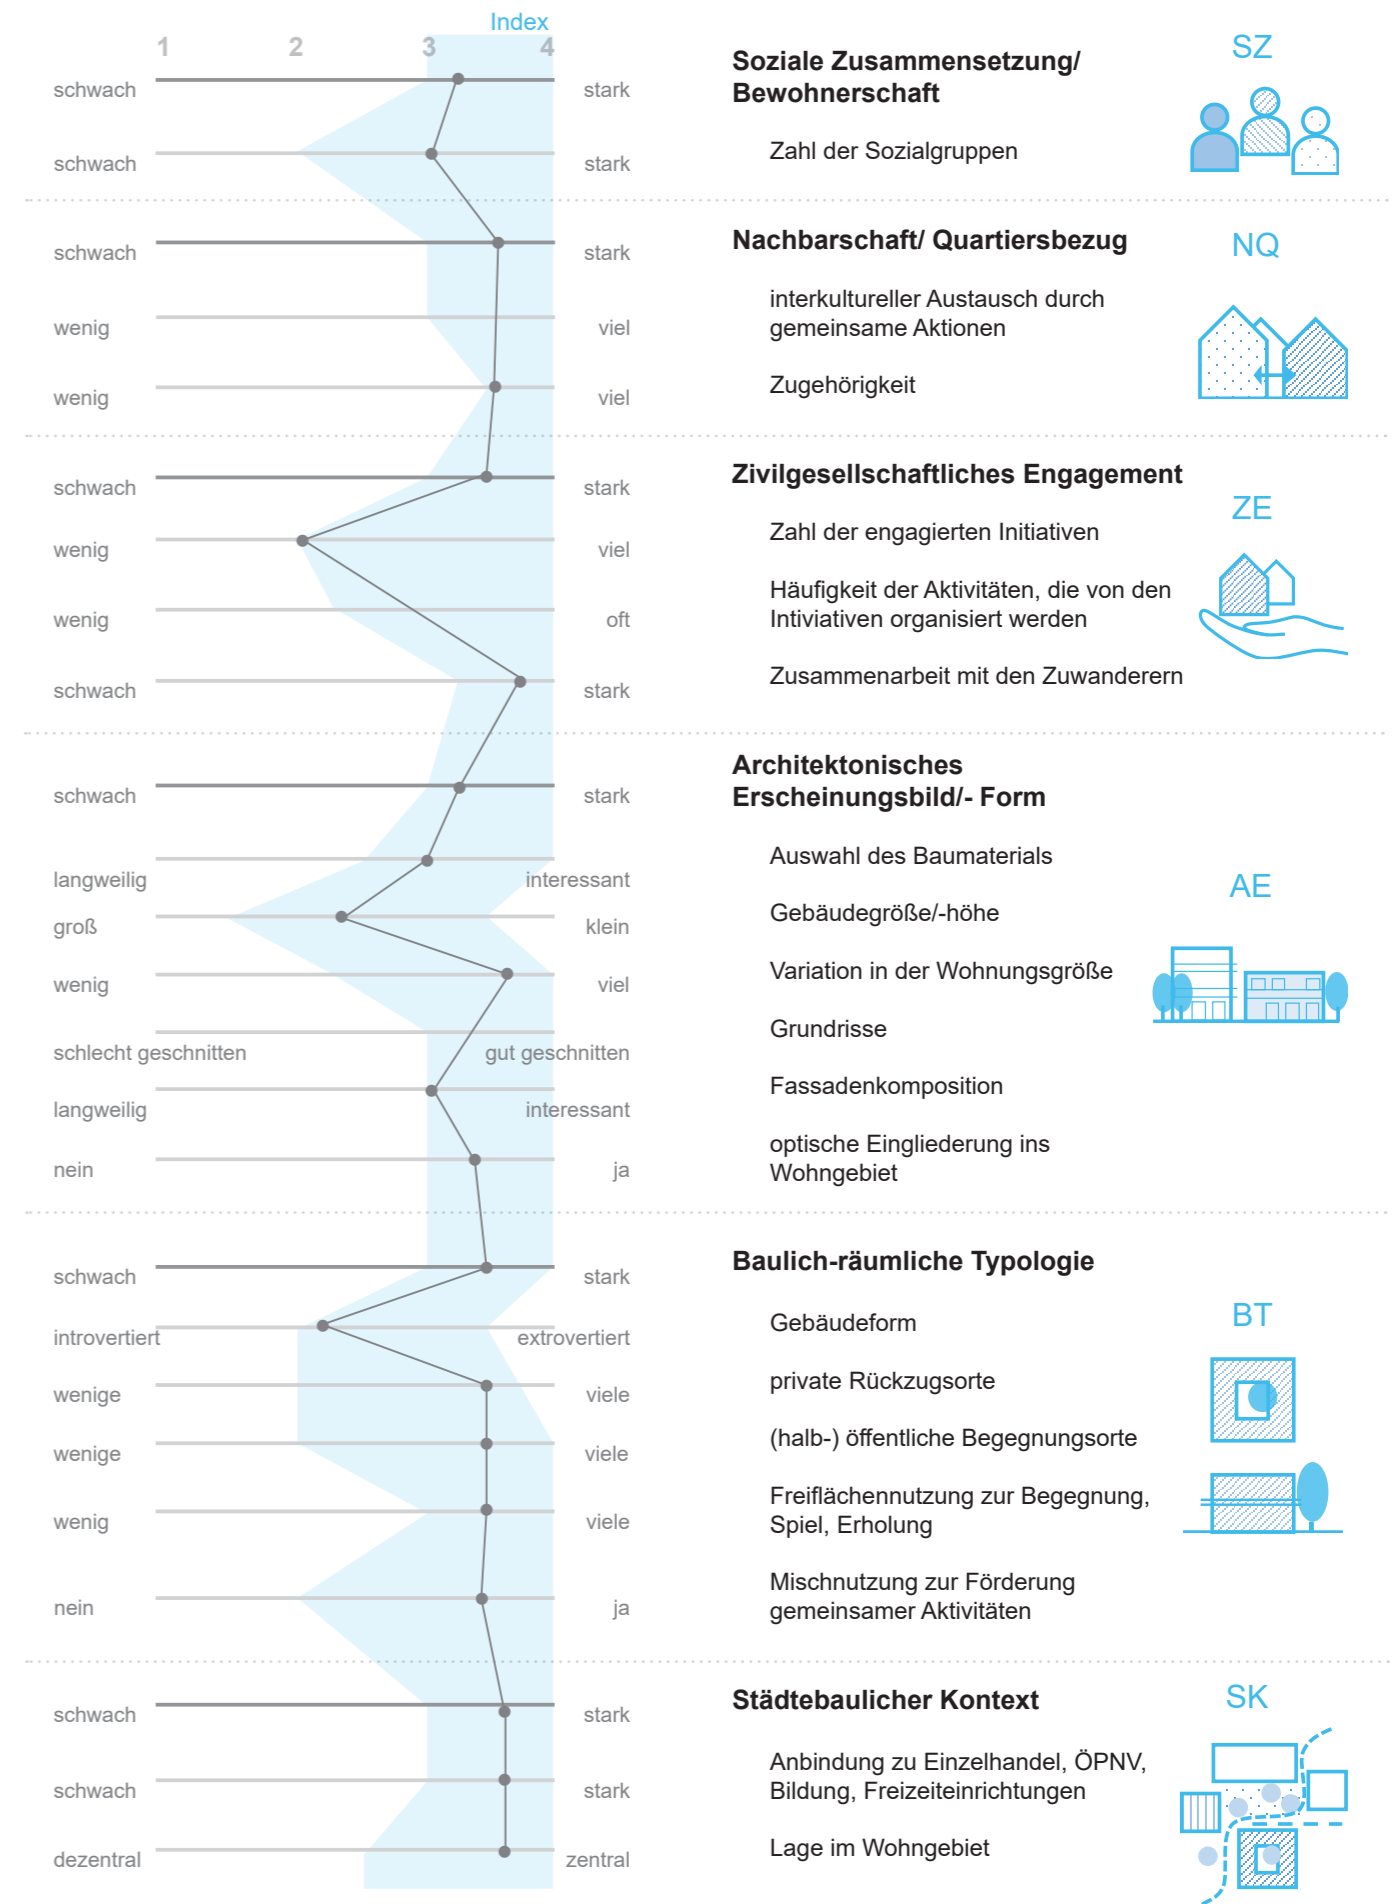 Index
1 2 3 4
Soziale Zusammensetzung/
Bewohnerschaft
SZ
schwach stark
Zahl der Sozialgruppen
schwach stark
Nachbarschaft/ Quartiersbezug
NQ
schwach stark
interkultureller Austausch durch
gemeinsame Aktionen
wenig viel
Zugehörigkeit
wenig viel
Zivilgesellschaftliches Engagement
ZE
schwach stark
Zahl der engagierten Initiativen
wenig viel
Häufigkeit der Aktivitäten, die von den
Intiviativen organisiert werden
wenig oft
Zusammenarbeit mit den Zuwanderern
schwach stark
Architektonisches
Erscheinungsbild/- Form
schwach stark
Auswahl des Baumaterials
langweilig interessant
AE
Gebäudegröße/-höhe
groß klein
Variation in der Wohnungsgröße
wenig viel
Grundrisse
schlecht geschnitten gut geschnitten
Fassadenkomposition
langweilig interessant
optische Eingliederung ins
Wohngebiet
nein ja
Baulich-räumliche Typologie
schwach stark
BT
Gebäudeform
introvertiert extrovertiert
private Rückzugsorte
wenige viele
(halb-) öffentliche Begegnungsorte
wenige viele
Freiflächennutzung zur Begegnung,
Spiel, Erholung
wenig viele
Mischnutzung zur Förderung
gemeinsamer Aktivitäten
nein ja
Städtebaulicher Kontext
SK
schwach stark
Anbindung zu Einzelhandel, ÖPNV,
Bildung, Freizeiteinrichtungen
schwach stark
Lage im Wohngebiet
dezentral zentral